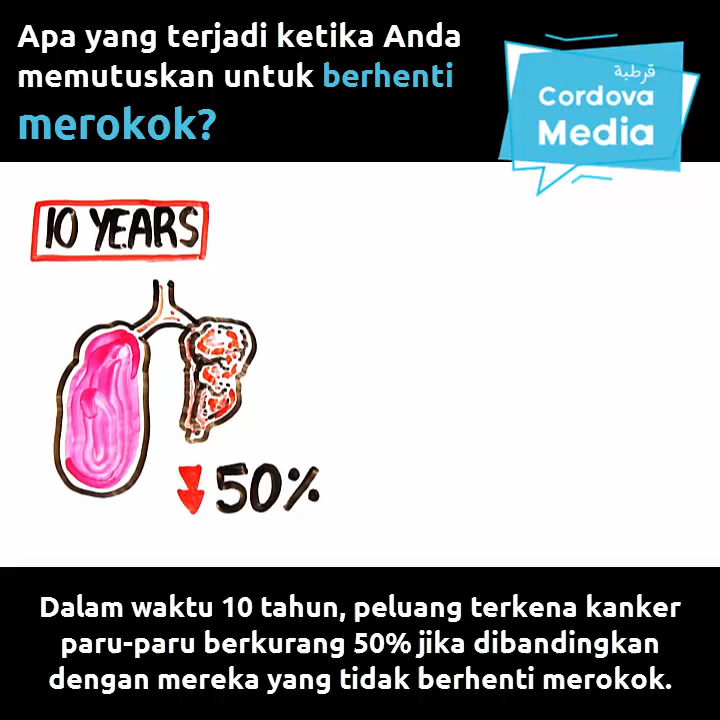 Apa yang terjadi ketika Anda
memutuskan untuk berhenti
merokok?
قرطبة
Cordova
Media
10 YEARS
50%
Dalam waktu 10 tahun, peluang terkena kanker
paru-paru berkurang 50% jika dibandingkan
dengan mereka yang tidak berhenti merokok.